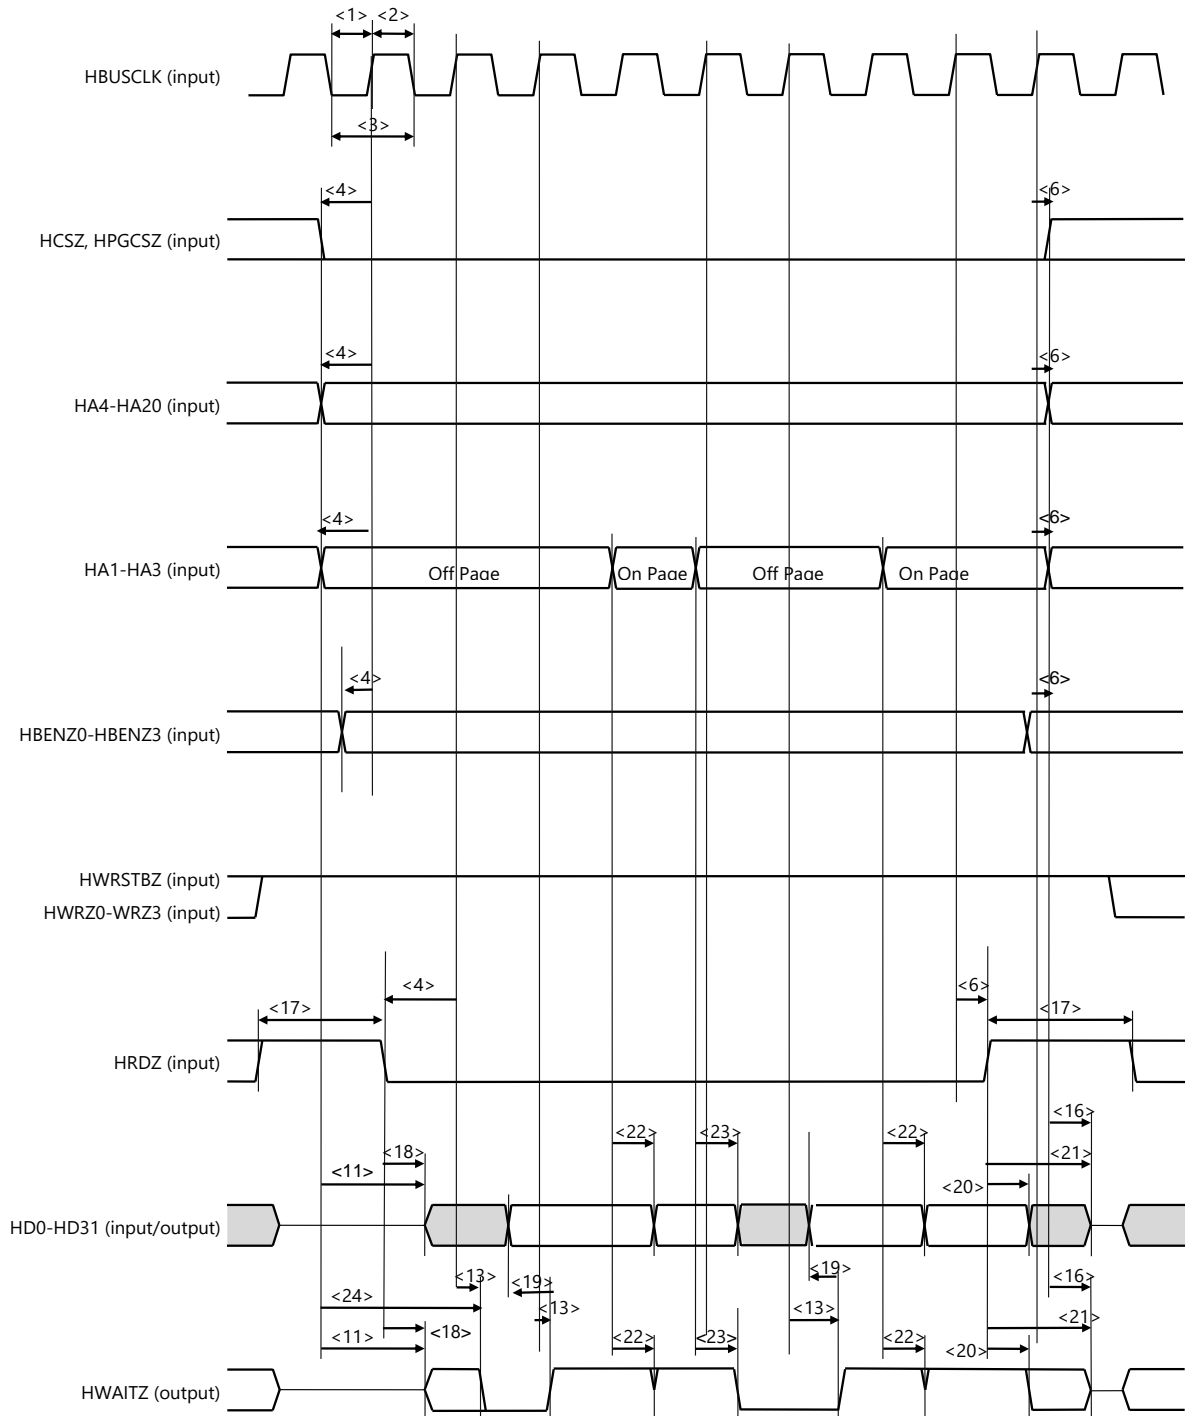 <1> <2>
HBUSCLK (input)
<3>
<4> <6>
HCSZ, HPGCSZ (input)
<4> <6>
HA4-HA20 (input)
<4> <6>
HA1-HA3 (input)
Off Page On Page Off Page On Page
<4> <6>
HBENZ0-HBENZ3 (input)
HWRSTBZ (input)
HWRZ0-WRZ3 (input)
<4> <6>
<17> <17>
HRDZ (input)
<16>
<22> <23> <22>
<18> <21>
<11> <20>
HD0-HD31 (input/output)
<13> <19> <19> <16>
<24> <13> <13>
<18> <22> <23> <22> <21>
<11> <20>
HWAITZ (output)